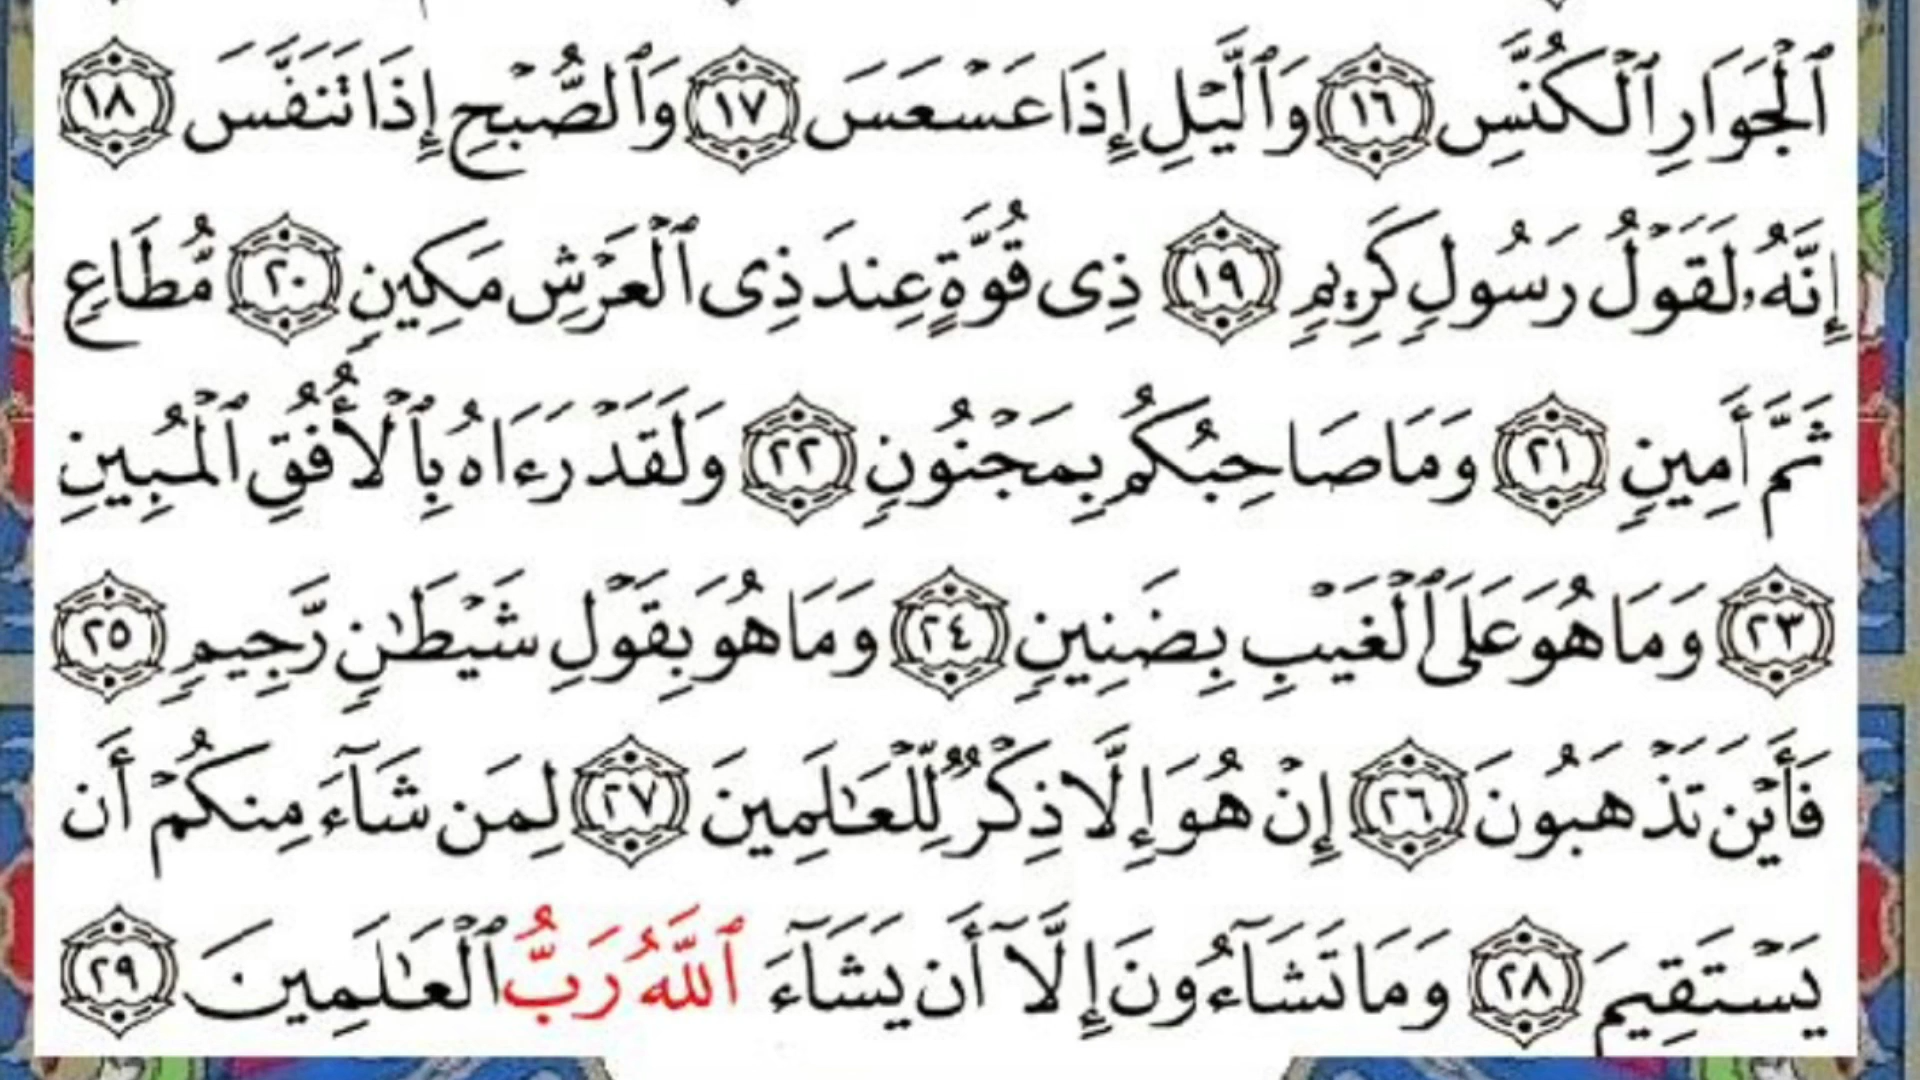 ٱلْجَوَارِ ٱلْكُنَّسِ ١٦ وَٱلَّيْلِ إِذَا عَسْعَسَ ١٧ وَٱلصُّبْحِ إِذَا تَنَفَّسَ ١٨
إِنَّهُۥ لَقَوْلُ رَسُولٍ كَرِيمٍ ١٩ ذِى قُوَّةٍ عِندَ ذِى ٱلْعَرْشِ مَكِينٍ ٢٠ مُّطَاعٍ
ثَمَّ أَمِينٍ ٢١ وَمَا صَاحِبُكُم بِمَجْنُونٍ ٢٢ وَلَقَدْ رَءَاهُ بِٱلْأُفُقِ ٱلْمُبِينِ
٢٣ وَمَا هُوَ عَلَى ٱلْغَيْبِ بِضَنِينٍ ٢٤ وَمَا هُوَ بِقَوْلِ شَيْطَٰنٍ رَّجِيمٍ ٢٥
فَأَيْنَ تَذْهَبُونَ ٢٦ إِنْ هُوَ إِلَّا ذِكْرٌ لِّلْعَٰلَمِينَ ٢٧ لِمَن شَآءَ مِنكُمْ أَن
يَسْتَقِيمَ ٢٨ وَمَا تَشَآءُونَ إِلَّآ أَن يَشَآءَ ٱللَّهُ رَبُّ ٱلْعَٰلَمِينَ ٢٩